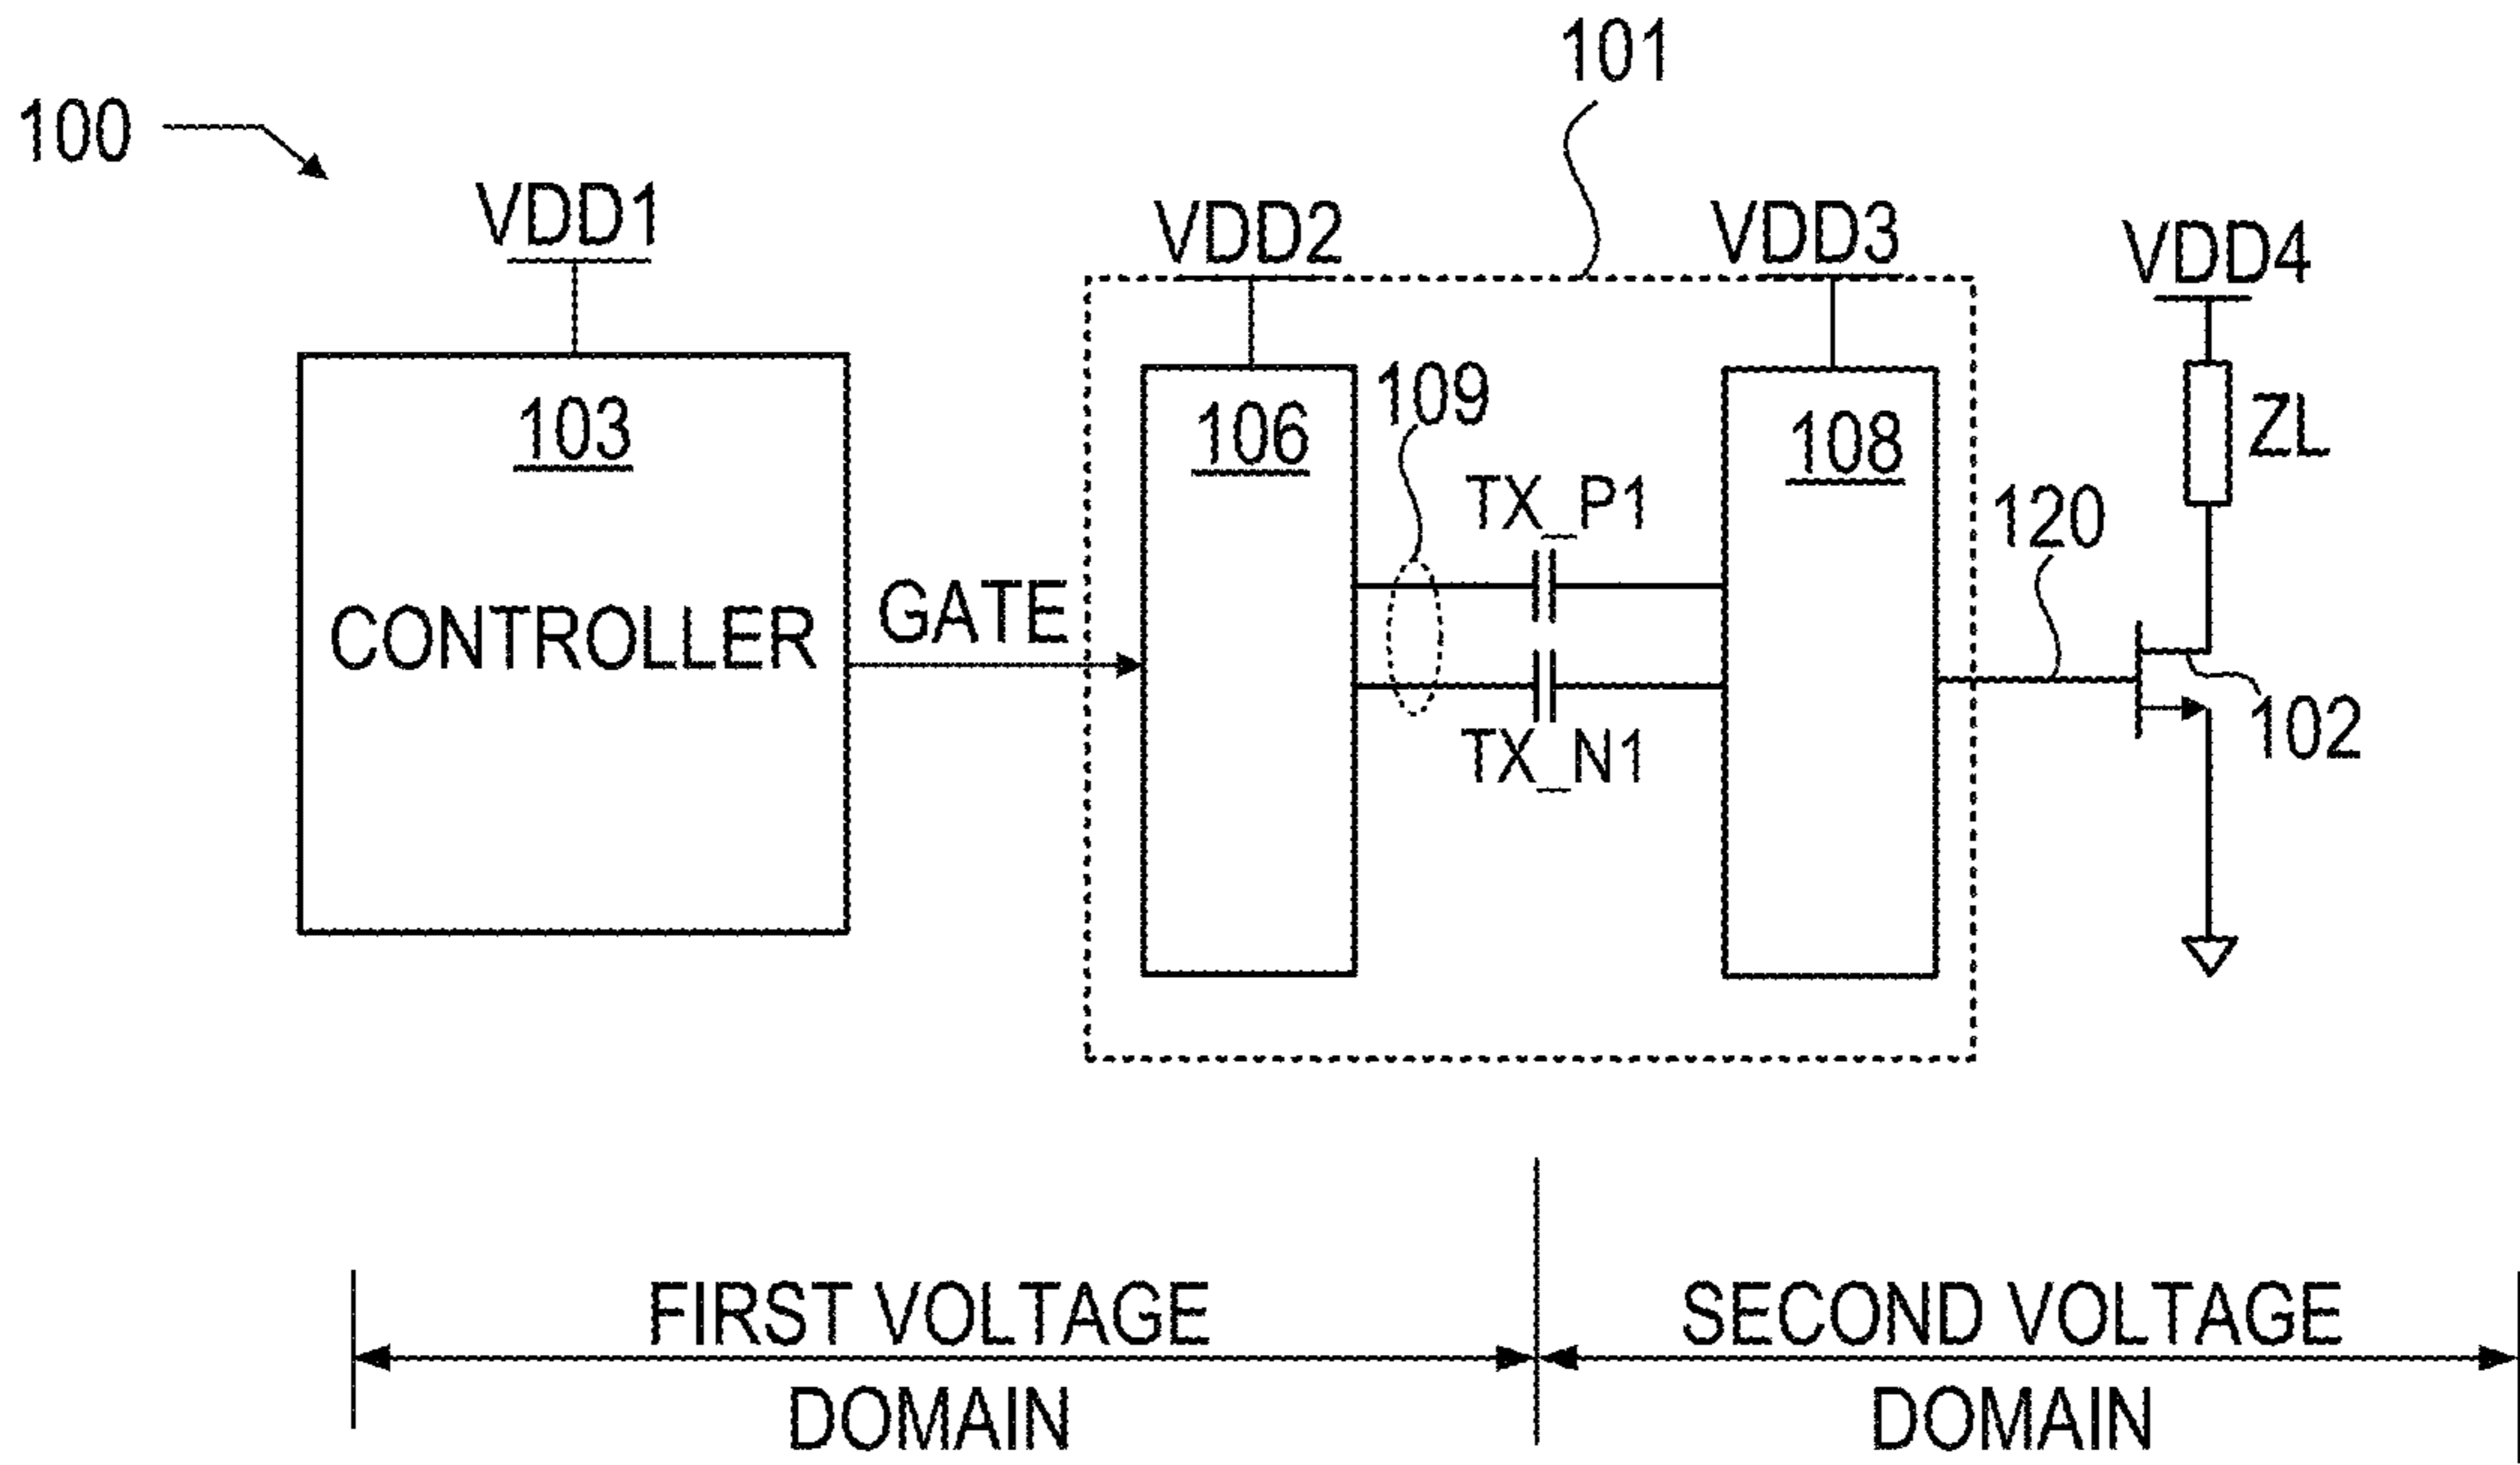 101
100
VDD1
VDD2
VDD3
VDD4
103
106
109
108
ZL
TX_P1
120
GATE
CONTROLLER
102
TX_N1
FIRST VOLTAGE
DOMAIN
SECOND VOLTAGE
DOMAIN